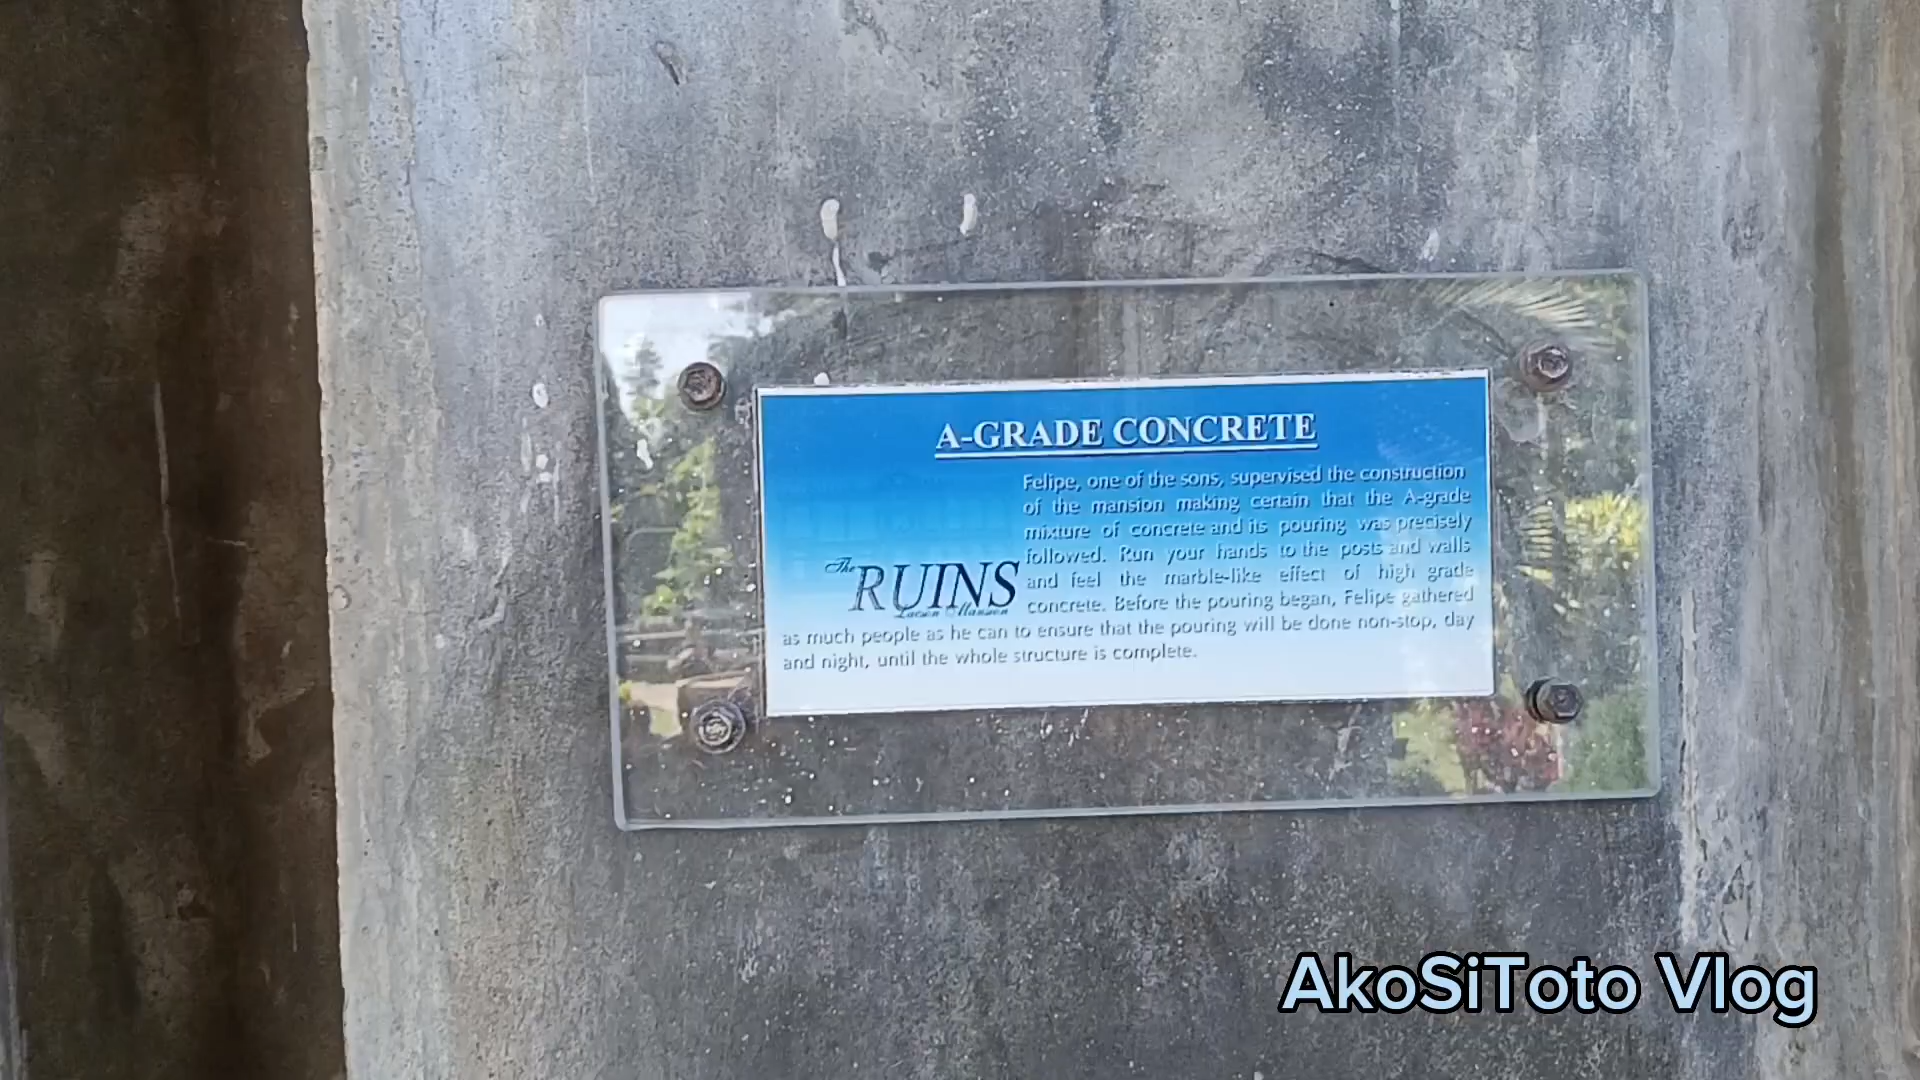 A-GRADE CONCRETE
Felipe, one of the sons, supervised the construction
of the mansion making certain that the A-grade
mixture of concrete and its pouring was precisely
followed. Run your hands to the posts and walls
and feel the marble-like effect of high grade
concrete. Before the pouring began, Felipe gathered
as much people as he can to ensure that the pouring will be done non-stop, day
and night, until the whole structure is complete.
The
RUINS
Lacson Mansion
AkoSiToto Vlog